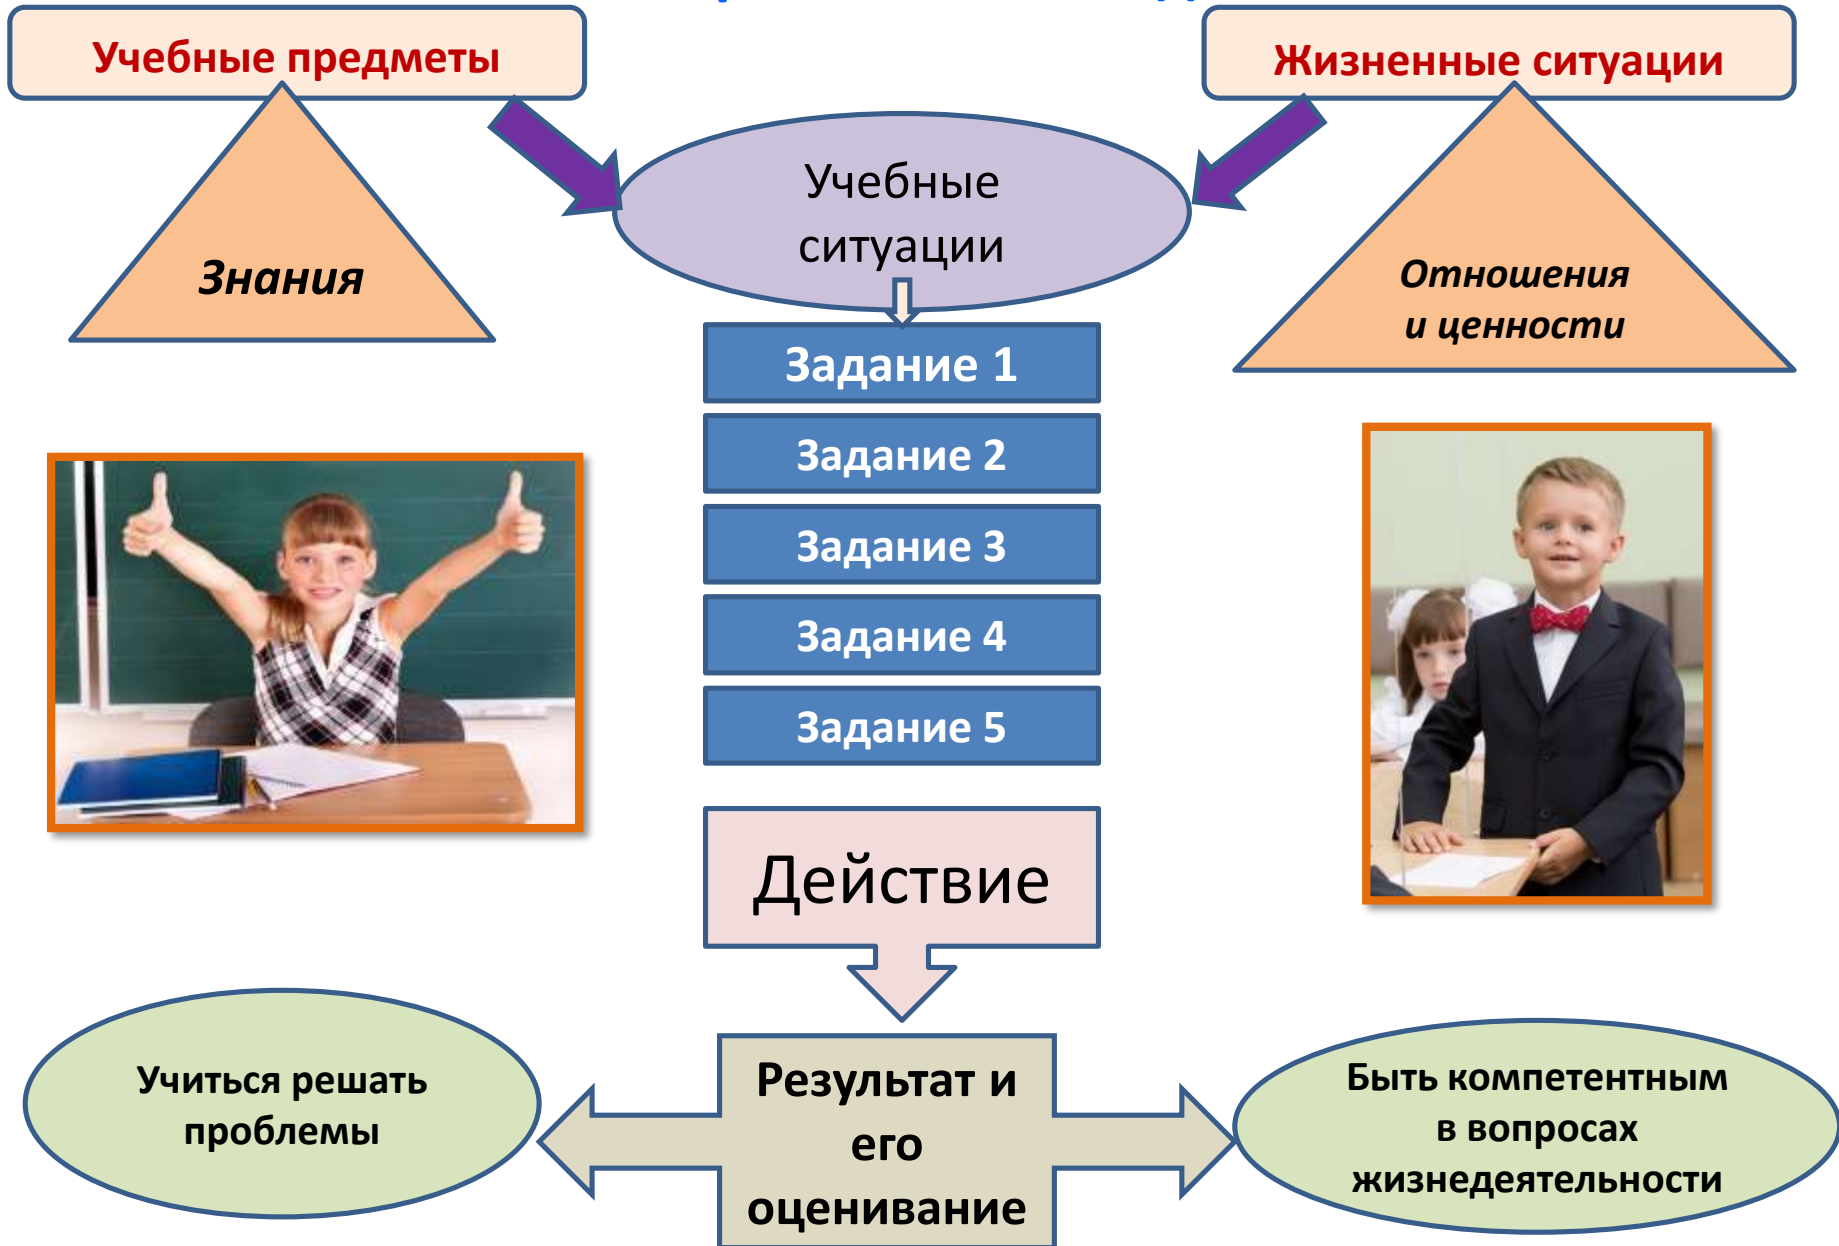 Учебные предметы
Жизненные ситуации
Учебные
ситуации
Знания
Отношения
и ценности
Задание 1
Задание 2
Задание 3
Задание 4
Задание 5
Действие
Учиться решать
проблемы
Результат и
его
оценивание
Быть компетентным
в вопросах
жизнедеятельности